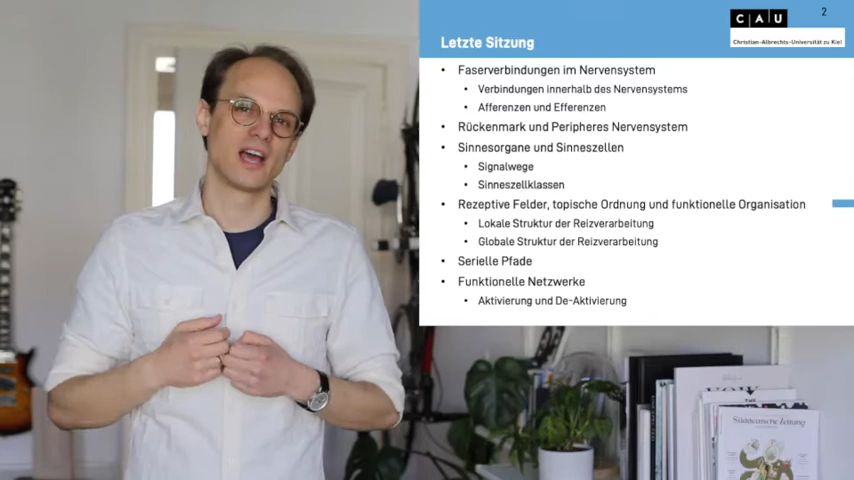 CAU
2
Christian-Albrechts-Universität zu Kiel
Letzte Sitzung
• Faserverbindungen im Nervensystem
• Verbindungen innerhalb des Nervensystems
• Afferenzen und Efferenzen
• Rückenmark und Peripheres Nervensystem
• Sinnesorgane und Sinneszellen
• Signalwege
• Sinneszellklassen
• Rezeptive Felder, topische Ordnung und funktionelle Organisation
• Lokale Struktur der Reizverarbeitung
• Globale Struktur der Reizverarbeitung
• Serielle Pfade
• Funktionelle Netzwerke
• Aktivierung und De-Aktivierung
Süddeutsche Zeitung